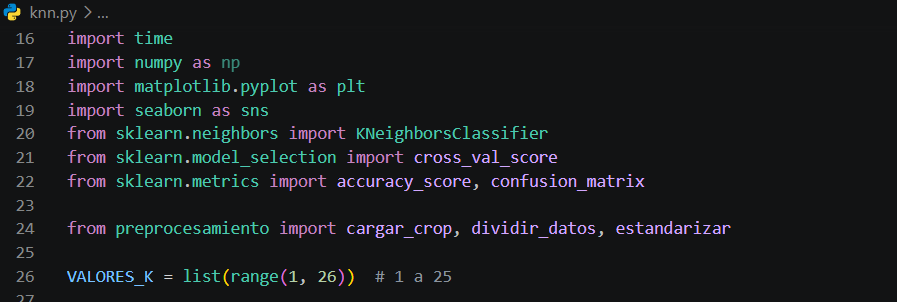 knn.py > ...
16 import time
17 import numpy as np
18 import matplotlib.pyplot as plt
19 import seaborn as sns
20 from sklearn.neighbors import KNeighborsClassifier
21 from sklearn.model_selection import cross_val_score
22 from sklearn.metrics import accuracy_score, confusion_matrix
23
24 from preprocesamiento import cargar_crop, dividir_datos, estandarizar
25
26 VALORES_K = list(range(1, 26))  # 1 a 25
27